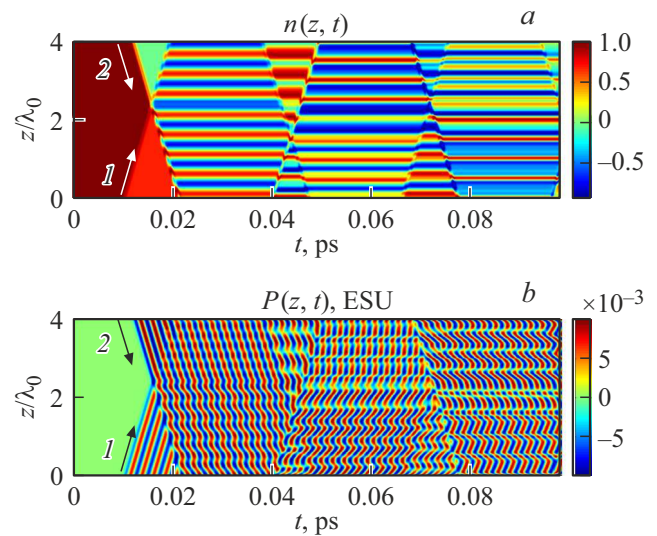 n(z, t) a
4 2 1.0
z/λ₀ 2 0.5
0
1 −0.5
0
0 0.02 0.04 0.06 0.08
t, ps
P(z, t), ESU b
×10⁻³
4 2 5
z/λ₀ 2 0
1 −5
0
0 0.02 0.04 0.06 0.08
t, ps